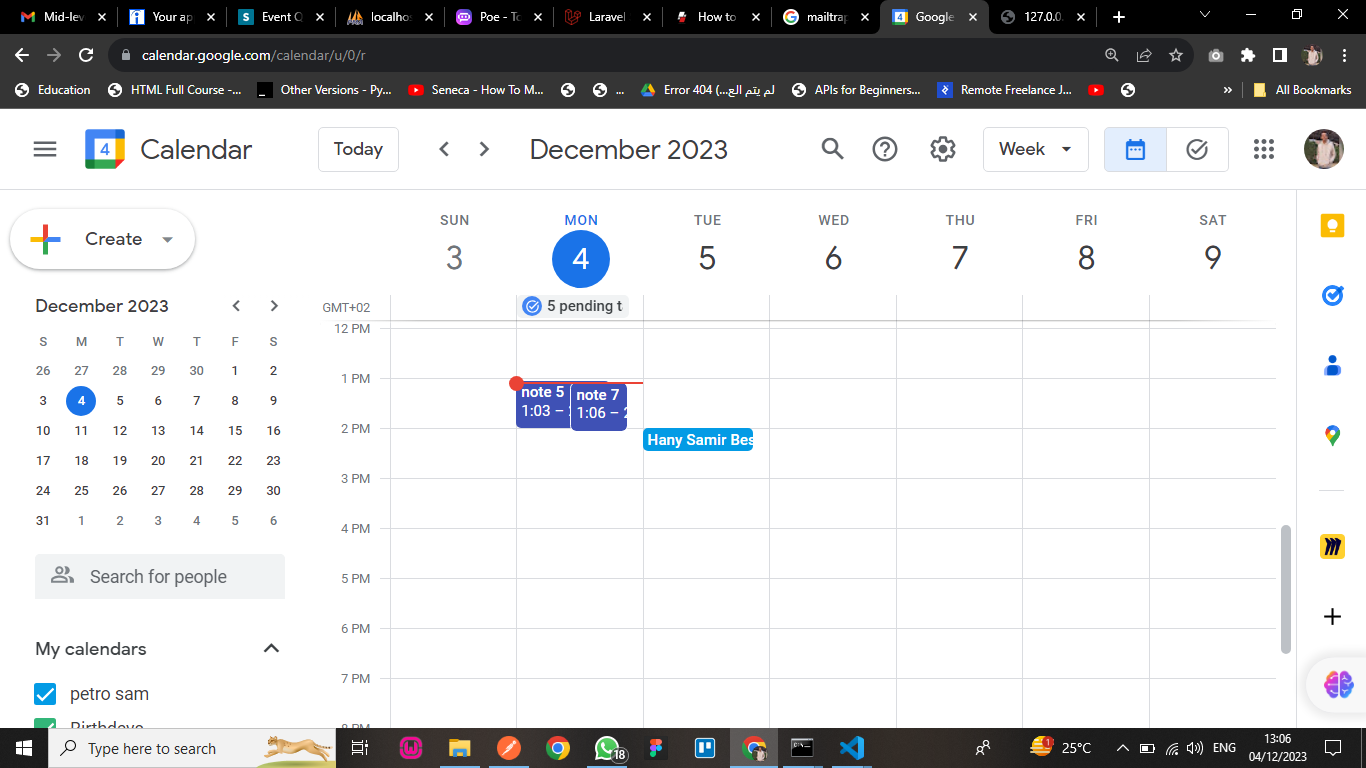 Mid-lev
Your ap
Event Q
localho
Poe - To
Laravel
How to
mailtrap
Google
127.0.0.
calendar.google.com/calendar/u/0/r
Education
HTML Full Course -...
Other Versions - Py...
Seneca - How To M...
...
Error 404 (...لم يتم الع
APIs for Beginners...
Remote Freelance J...
»
All Bookmarks
4
Calendar
Today
December 2023
Week
Create
SUN
MON
TUE
WED
THU
FRI
SAT
3
4
5
6
7
8
9
December 2023
S M T W T F S
26 27 28 29 30 1 2
3 4 5 6 7 8 9
10 11 12 13 14 15 16
17 18 19 20 21 22 23
24 25 26 27 28 29 30
31 1 2 3 4 5 6
GMT+02
5 pending t
12 PM
1 PM
note 5
1:03 –
note 7
1:06 – 2
2 PM
Hany Samir Bes
3 PM
4 PM
5 PM
6 PM
7 PM
8 PM
Search for people
My calendars
petro sam
Birthdays
Type here to search
18
1
25°C
ENG
13:06
04/12/2023